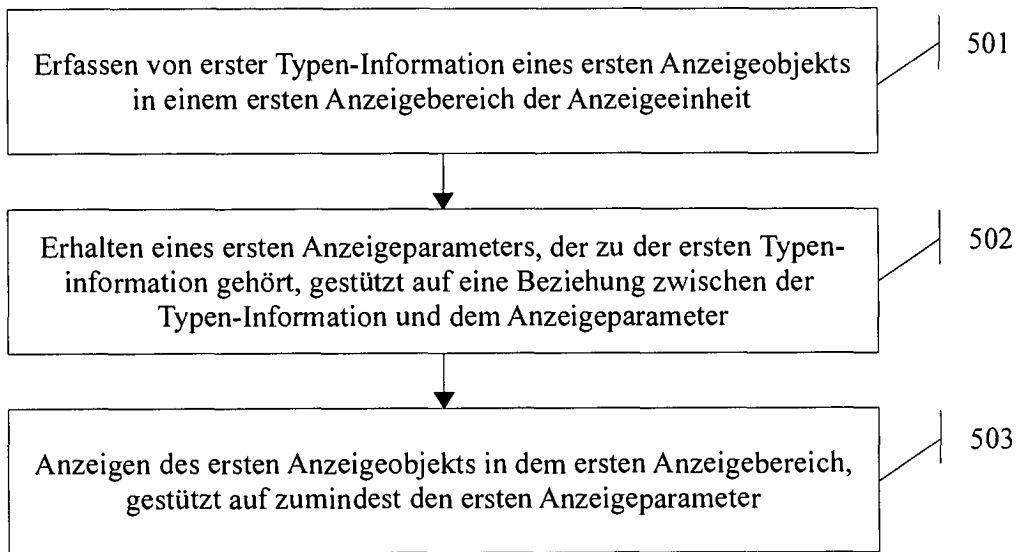 Erfassen von erster Typen-Information eines ersten Anzeigeobjekts
in einem ersten Anzeigebereich der Anzeigeeinheit
501
Erhalten eines ersten Anzeigeparameters, der zu der ersten Typen-
information gehört, gestützt auf eine Beziehung zwischen der
Typen-Information und dem Anzeigeparameter
502
Anzeigen des ersten Anzeigeobjekts in dem ersten Anzeigebereich,
gestützt auf zumindest den ersten Anzeigeparameter
503